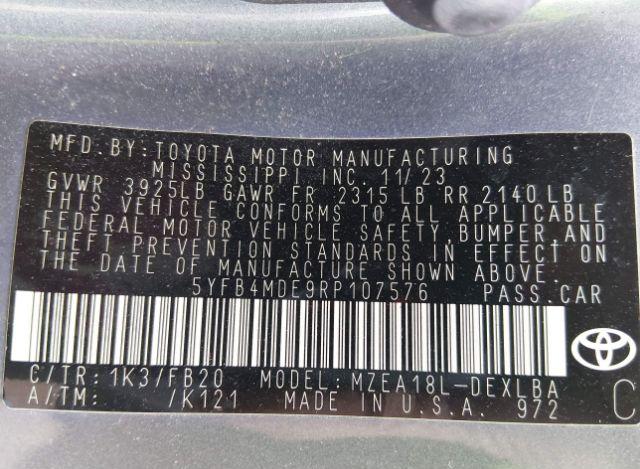 MFD.BY:TOYOTA MOTOR MANUFACTURING
MISSISSIPPI INC. 11/23
GVWR 3925LB GAWR FR 2315 LB RR 2140LB
THIS VEHICLE CONFORMS TO ALL APPLICABLE
FEDERAL MOTOR VEHICLE SAFETY,BUMPER,AND
THEFT PREVENTION STANDARDS IN EFFECT ON
THE DATE OF MANUFACTURE SHOWN ABOVE.
5YFB4MDE9RP107576 PASS.CAR
C/TR: 1K3/FB20 MODEL: MZEA18L-DEXLBA
A/TM: /K121 MADE IN U.S.A. 972 C